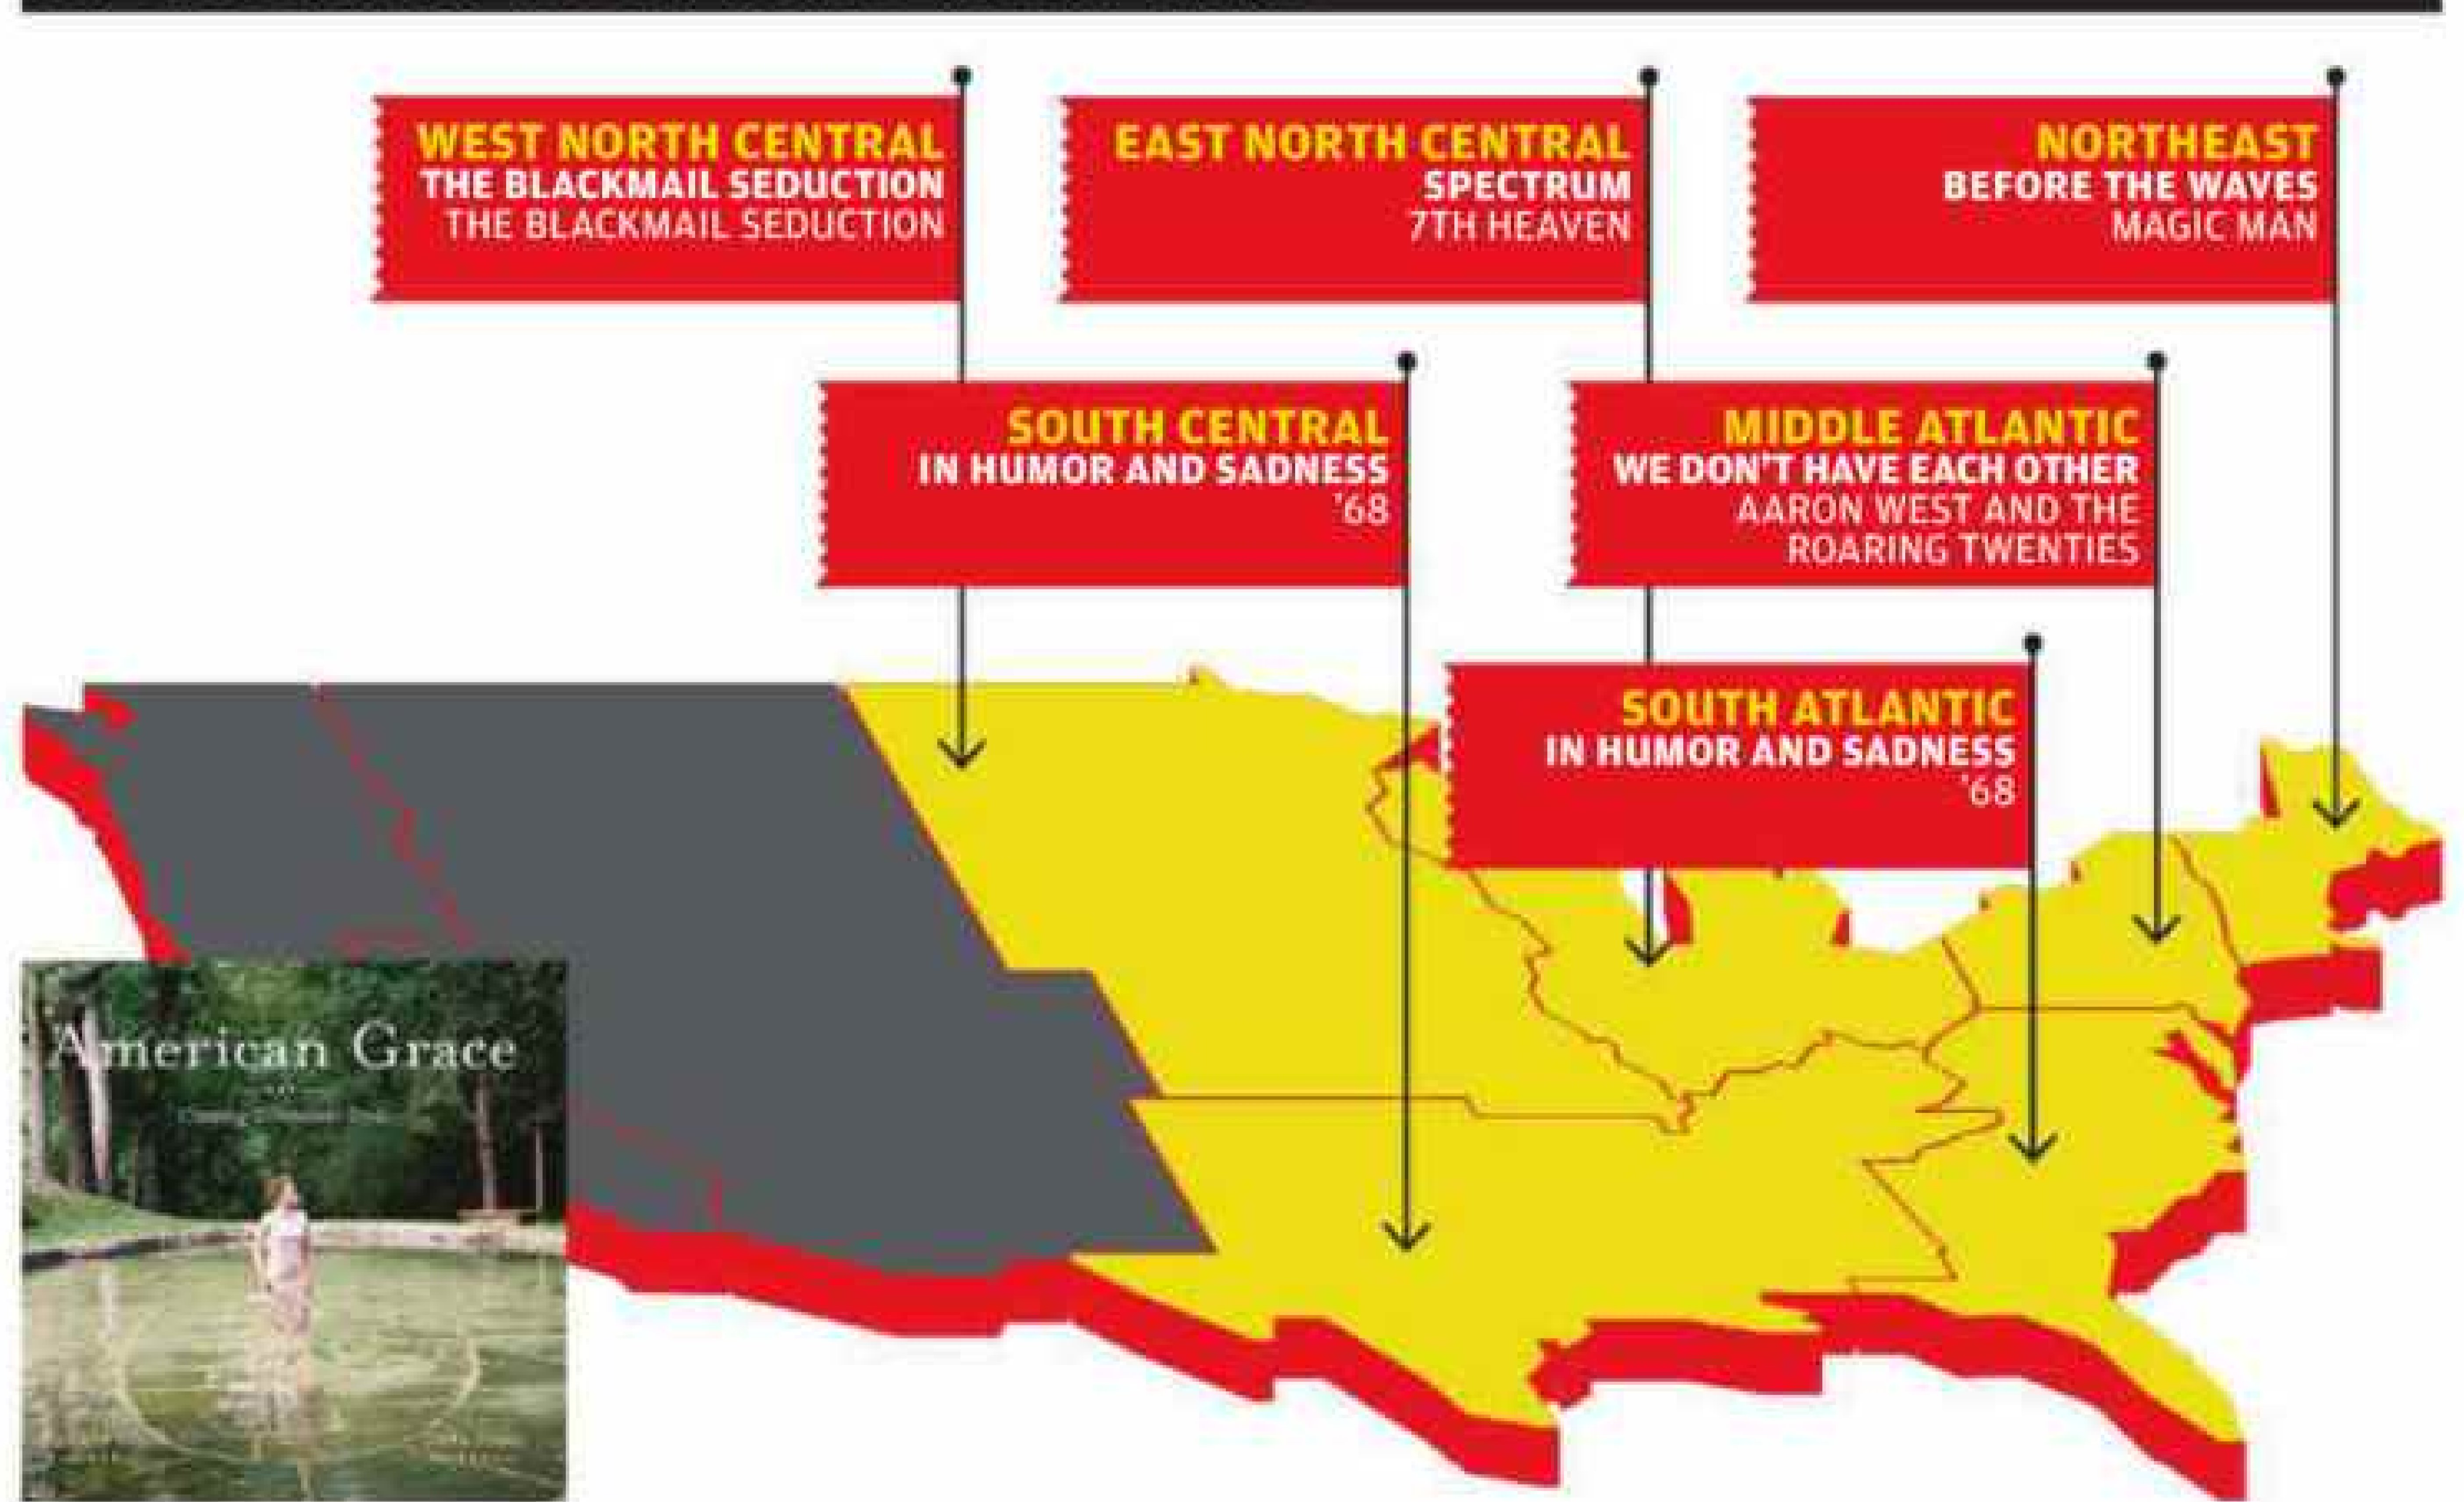 WEST NORTH CENTRAL
THE BLACKMAIL SEDUCTION
THE BLACKMAIL SEDUCTION
EAST NORTH CENTRAL
SPECTRUM
7TH HEAVEN
NORTHEAST
BEFORE THE WAVES
MAGIC MAN
SOUTH CENTRAL
IN HUMOR AND SADNESS
'68
MIDDLE ATLANTIC
WE DON'T HAVE EACH OTHER
AARON WEST AND THE
ROARING TWENTIES
SOUTH ATLANTIC
IN HUMOR AND SADNESS
'68
American Grace